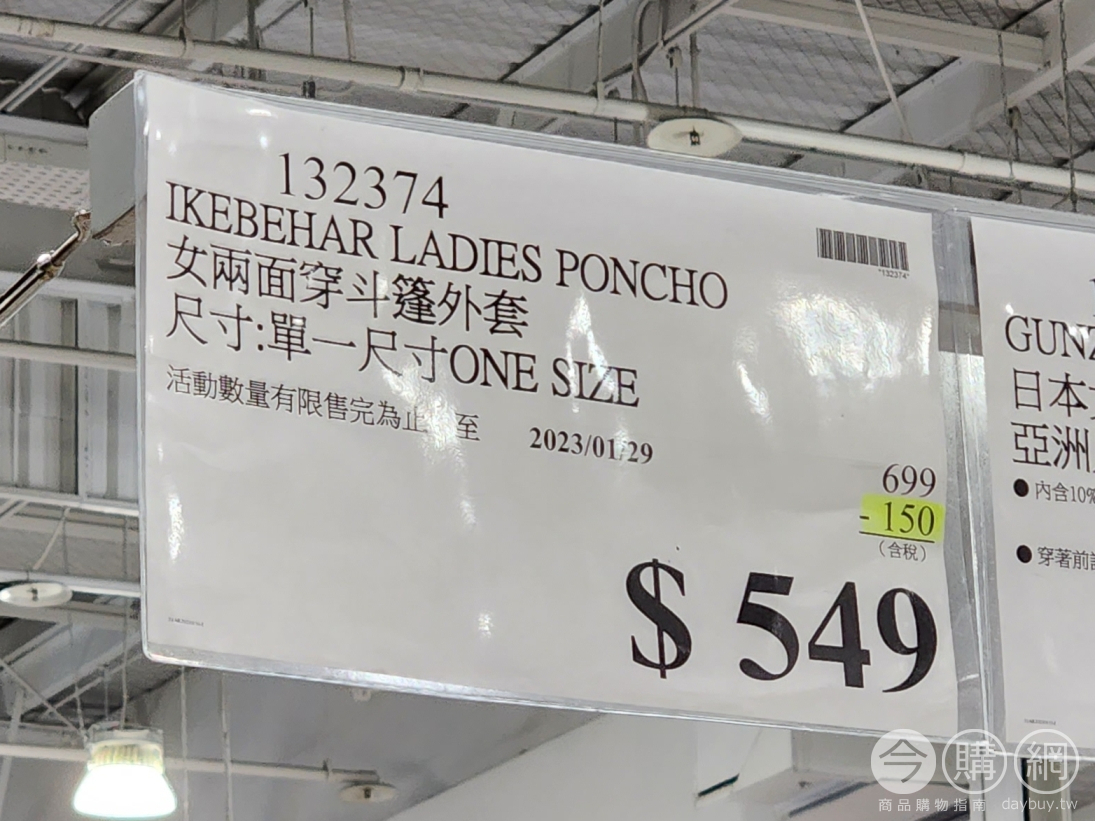 132374
IKEBEHAR LADIES PONCHO
女兩面穿斗篷外套
尺寸:單一尺寸ONE SIZE
活動數量有限售完為止 至 2023/01/29
*132374*
699
- 150
(含稅)
$ 549
GUNZ
日本
亞洲
● 內含10%
● 穿著前
今購網
商品購物指南 daybuy.tw